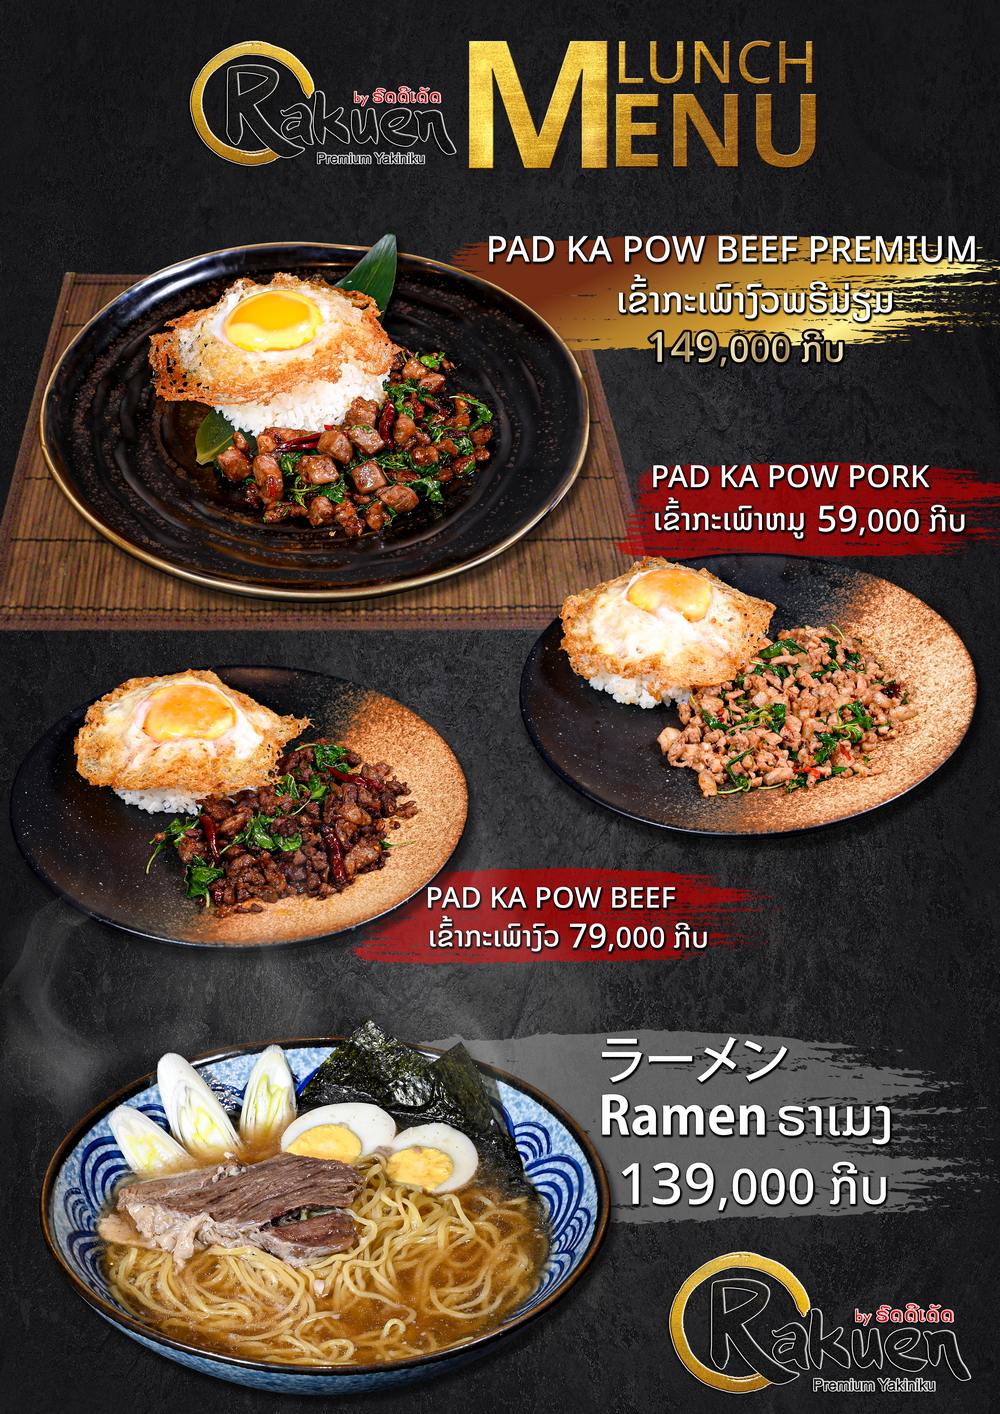 Rakuen
by ຣົດດີເດັດ
Premium Yakiniku
LUNCH
MENU
PAD KA POW BEEF PREMIUM
ເຂົ້າກະເພົາງົວພຣີມ່ຽມ
149,000 ກີບ
PAD KA POW PORK
ເຂົ້າກະເພົາຫມູ 59,000 ກີບ
PAD KA POW BEEF
ເຂົ້າກະເພົາງົວ 79,000 ກີບ
ラーメン
Ramen ຣາເມງ
139,000 ກີບ
Rakuen
by ຣົດດີເດັດ
Premium Yakiniku